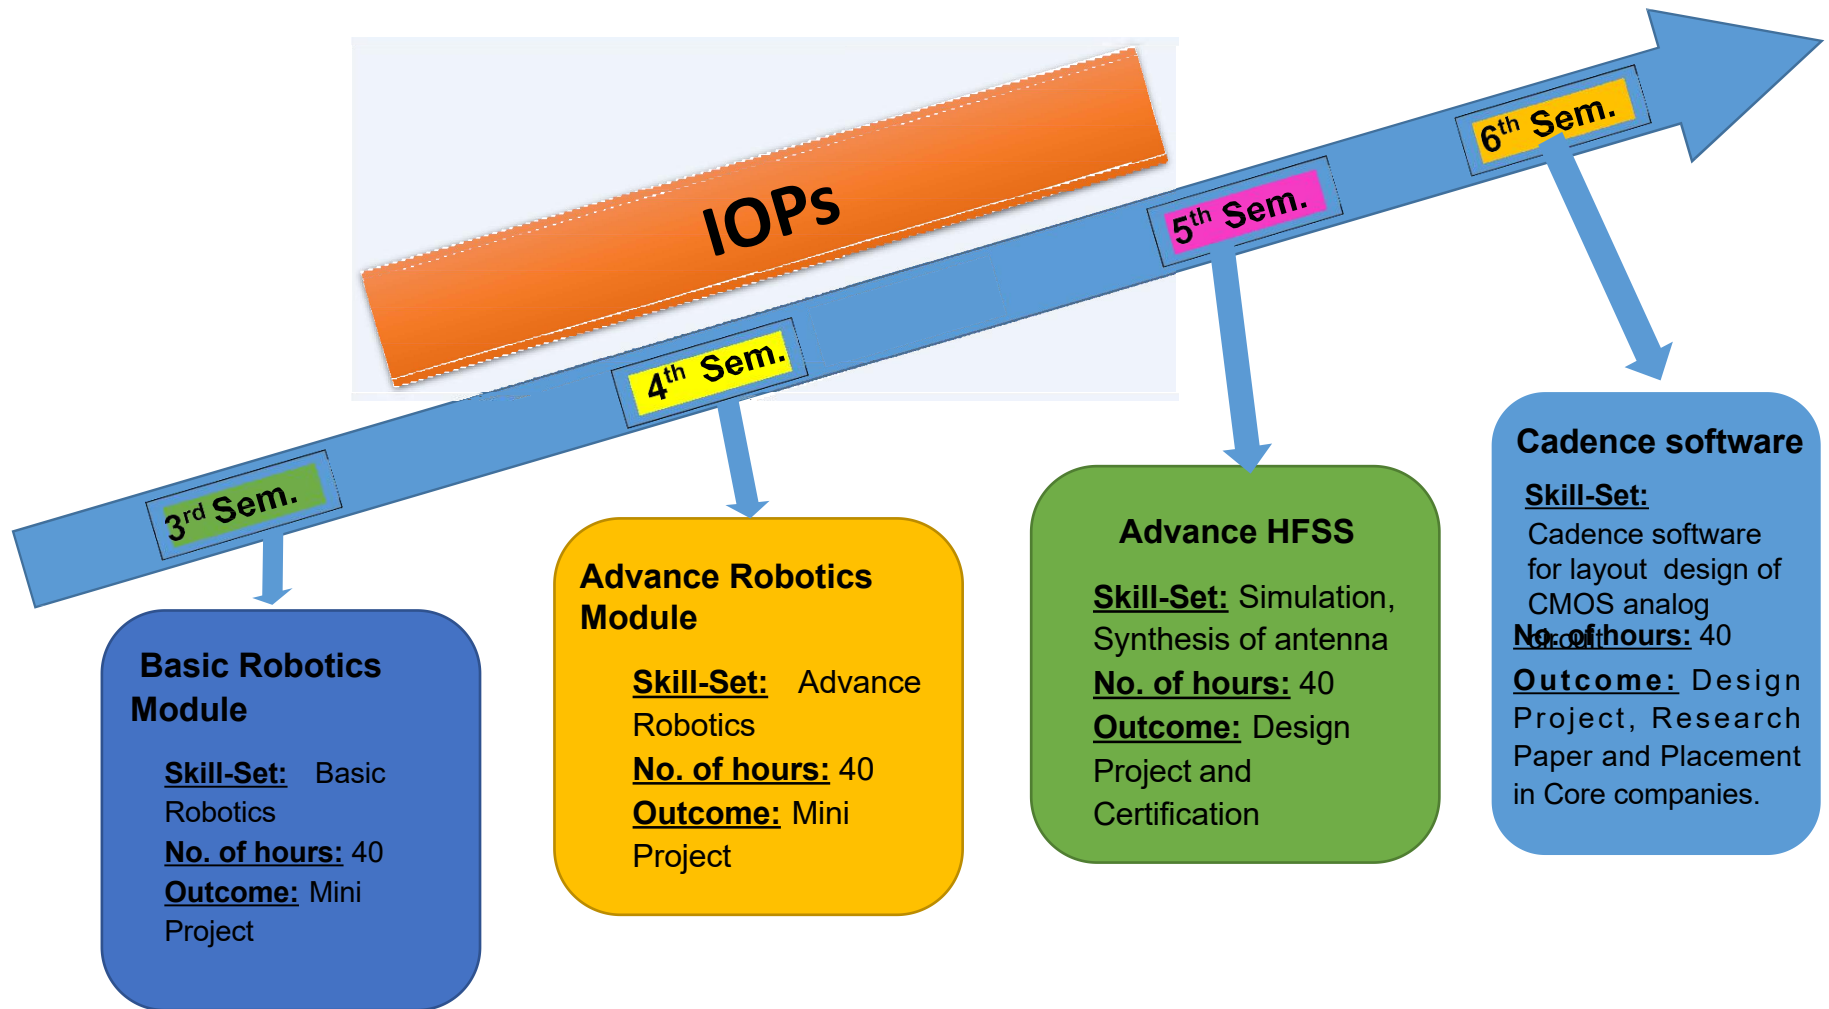 IOPs
3rd Sem.
4th Sem.
5th Sem.
6th Sem.
Basic Robotics
Module
Skill-Set: Basic
Robotics
No. of hours: 40
Outcome: Mini
Project
Advance Robotics
Module
Skill-Set: Advance
Robotics
No. of hours: 40
Outcome: Mini
Project
Advance HFSS
Skill-Set: Simulation,
Synthesis of antenna
No. of hours: 40
Outcome: Design
Project and
Certification
Cadence software
Skill-Set:
Cadence software
for layout design of
CMOS analog
circuit
No. of hours: 40
Outcome: Design
Project, Research
Paper and Placement
in Core companies.